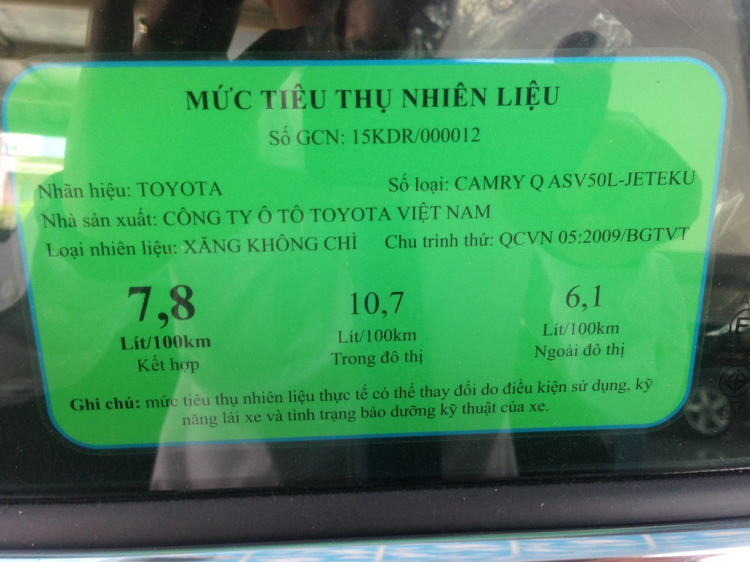 MỨC TIÊU THỤ NHIÊN LIỆU
Số GCN: 15KDR/000012
Nhãn hiệu: TOYOTA Số loại: CAMRY Q ASV50L-JETEKU
Nhà sản xuất: CÔNG TY Ô TÔ TOYOTA VIỆT NAM
Loại nhiên liệu: XĂNG KHÔNG CHÌ Chu trình thử: QCVN 05:2009/BGTVT
7,8 10,7 6,1
Lít/100km Lít/100km Lít/100km
Kết hợp Trong đô thị Ngoài đô thị
Ghi chú: mức tiêu thụ nhiên liệu thực tế có thể thay đổi do điều kiện sử dụng, kỹ
năng lái xe và tình trạng bảo dưỡng kỹ thuật của xe.